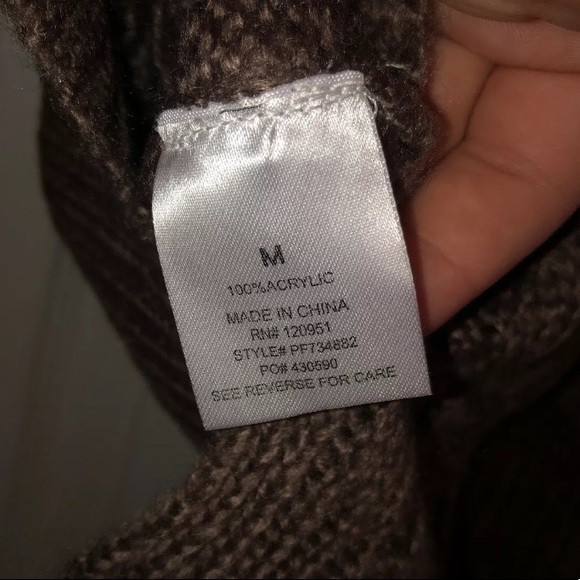 M
100%ACRYLIC
MADE IN CHINA
RN# 120951
STYLE# PF734882
PO# 430590
SEE REVERSE FOR CARE